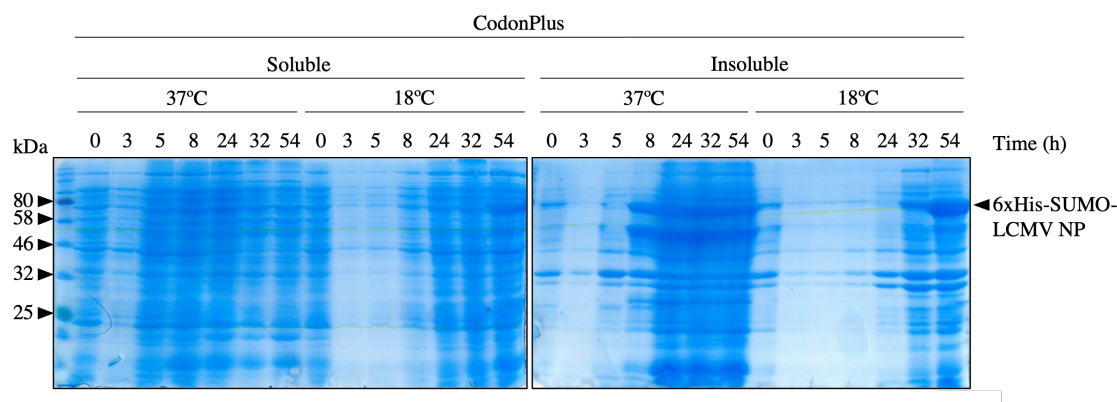 CodonPlus
Soluble Insoluble
37ºC 18ºC 37ºC 18ºC
kDa 0 3 5 8 24 32 54 0 3 5 8 24 32 54 0 3 5 8 24 32 54 0 3 5 8 24 32 54 Time (h)
80 6xHis-SUMO-
58 LCMV NP
46
32
25